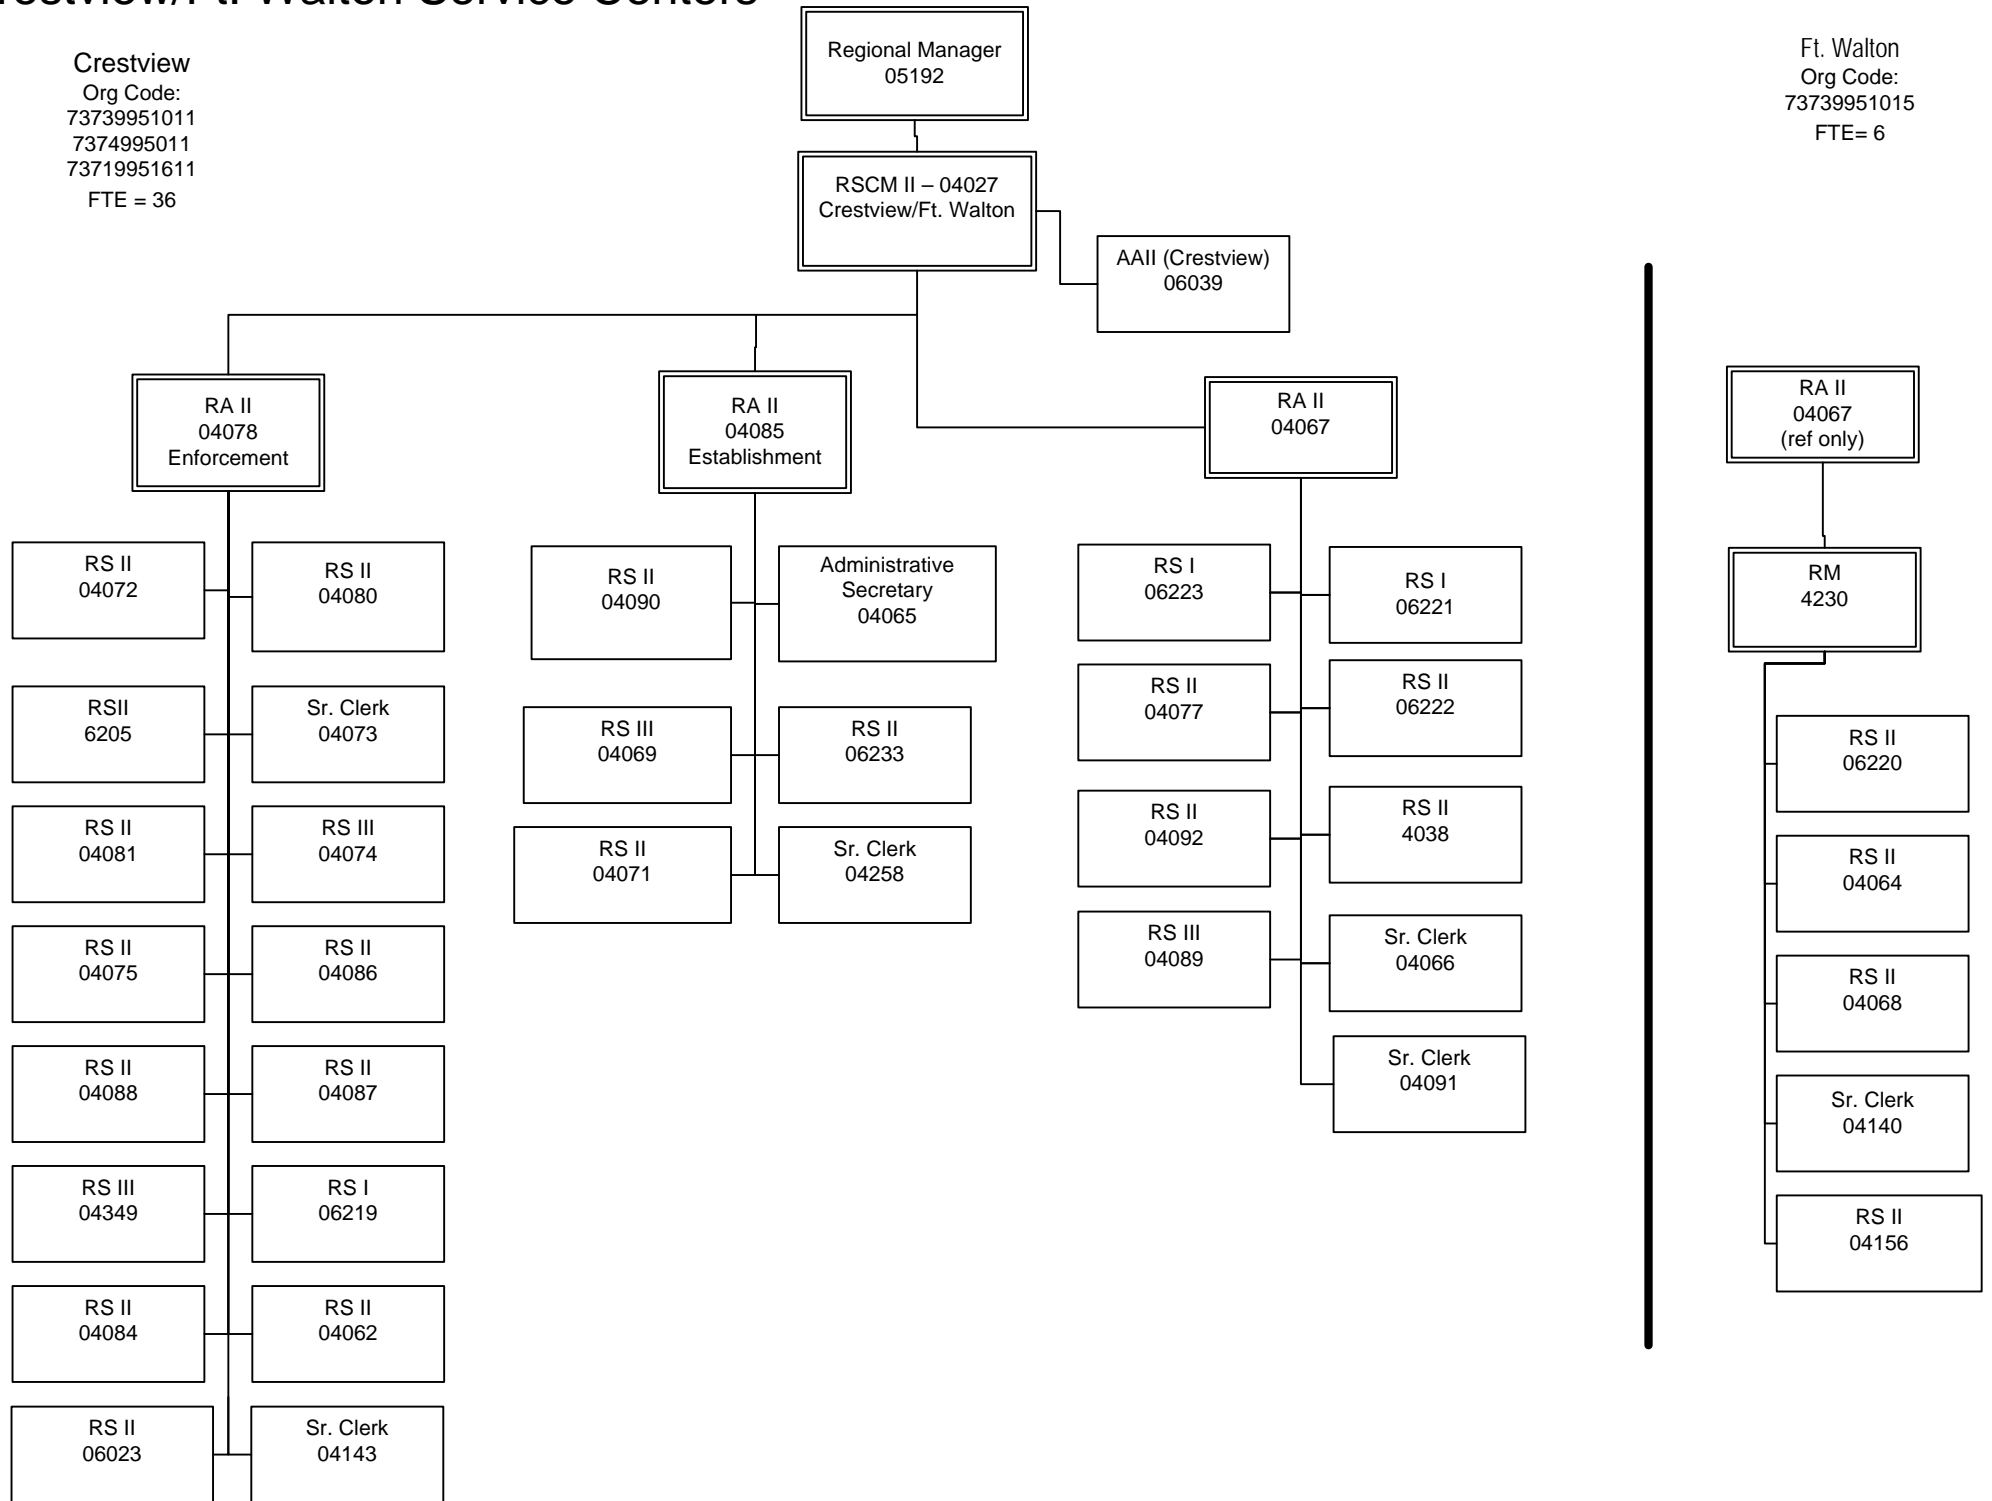 Crestview/Ft. Walton Service Centers
Crestview
Org Code:
73739951011
7374995011
73719951611
FTE = 36
Regional Manager
05192
Ft. Walton
Org Code:
73739951015
FTE= 6
RSCM II – 04027
Crestview/Ft. Walton
AAII (Crestview)
06039
RA II
04078
Enforcement
RA II
04085
Establishment
RA II
04067
RA II
04067
(ref only)
RS II
04072
RS II
04080
RSII
6205
Sr. Clerk
04073
RS II
04081
RS III
04074
RS II
04075
RS II
04086
RS II
04088
RS II
04087
RS III
04349
RS I
06219
RS II
04084
RS II
04062
RS II
06023
Sr. Clerk
04143
RS II
04090
Administrative
Secretary
04065
RS III
04069
RS II
06233
RS II
04071
Sr. Clerk
04258
RS I
06223
RS I
06221
RS II
04077
RS II
06222
RS II
04092
RS II
4038
RS III
04089
Sr. Clerk
04066
Sr. Clerk
04091
RM
4230
RS II
06220
RS II
04064
RS II
04068
Sr. Clerk
04140
RS II
04156